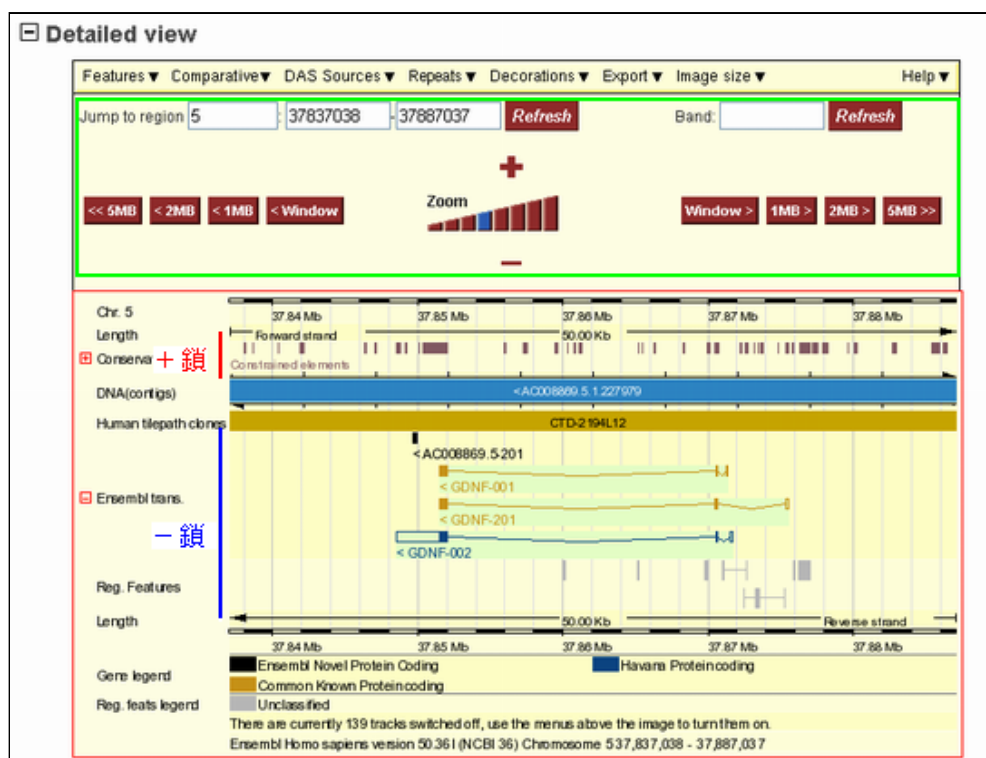 Detailed view
Features ▼ Comparative▼ DAS Sources ▼ Repeats ▼ Decorations ▼ Export ▼ Image size ▼ Help ▼
Jump to region 5 : 37837038 - 37887037 Refresh Band: Refresh
<< 5MB < 2MB < 1MB < Window Zoom Window > 1MB > 2MB > 5MB >>
Chr. 5
37.84 Mb 37.85 Mb 37.86 Mb 37.87 Mb 37.88 Mb
Length Forward strand 50.00 Kb
Conserva
+ 鎖
Constrained elements
DNA(contigs) <AC008869.5.1.227979
Human tilepath clones CTD-2194L12
<AC008869.5-201
< GDNF-001
Ensembl trans.
< GDNF-201
- 鎖
< GDNF-002
Reg. Features
Length 50.00 Kb Reverse strand
37.84 Mb 37.85 Mb 37.86 Mb 37.87 Mb 37.88 Mb
Gene legend
Ensembl Novel Protein Coding Havana Protein coding
Common Known Protein coding
Reg. feats legend Unclassified
There are currently 139 tracks switched off, use the menus above the image to turn them on.
Ensembl Homo sapiens version 50.36l (NCBI 36) Chromosome 5 37,837,038 - 37,887,037